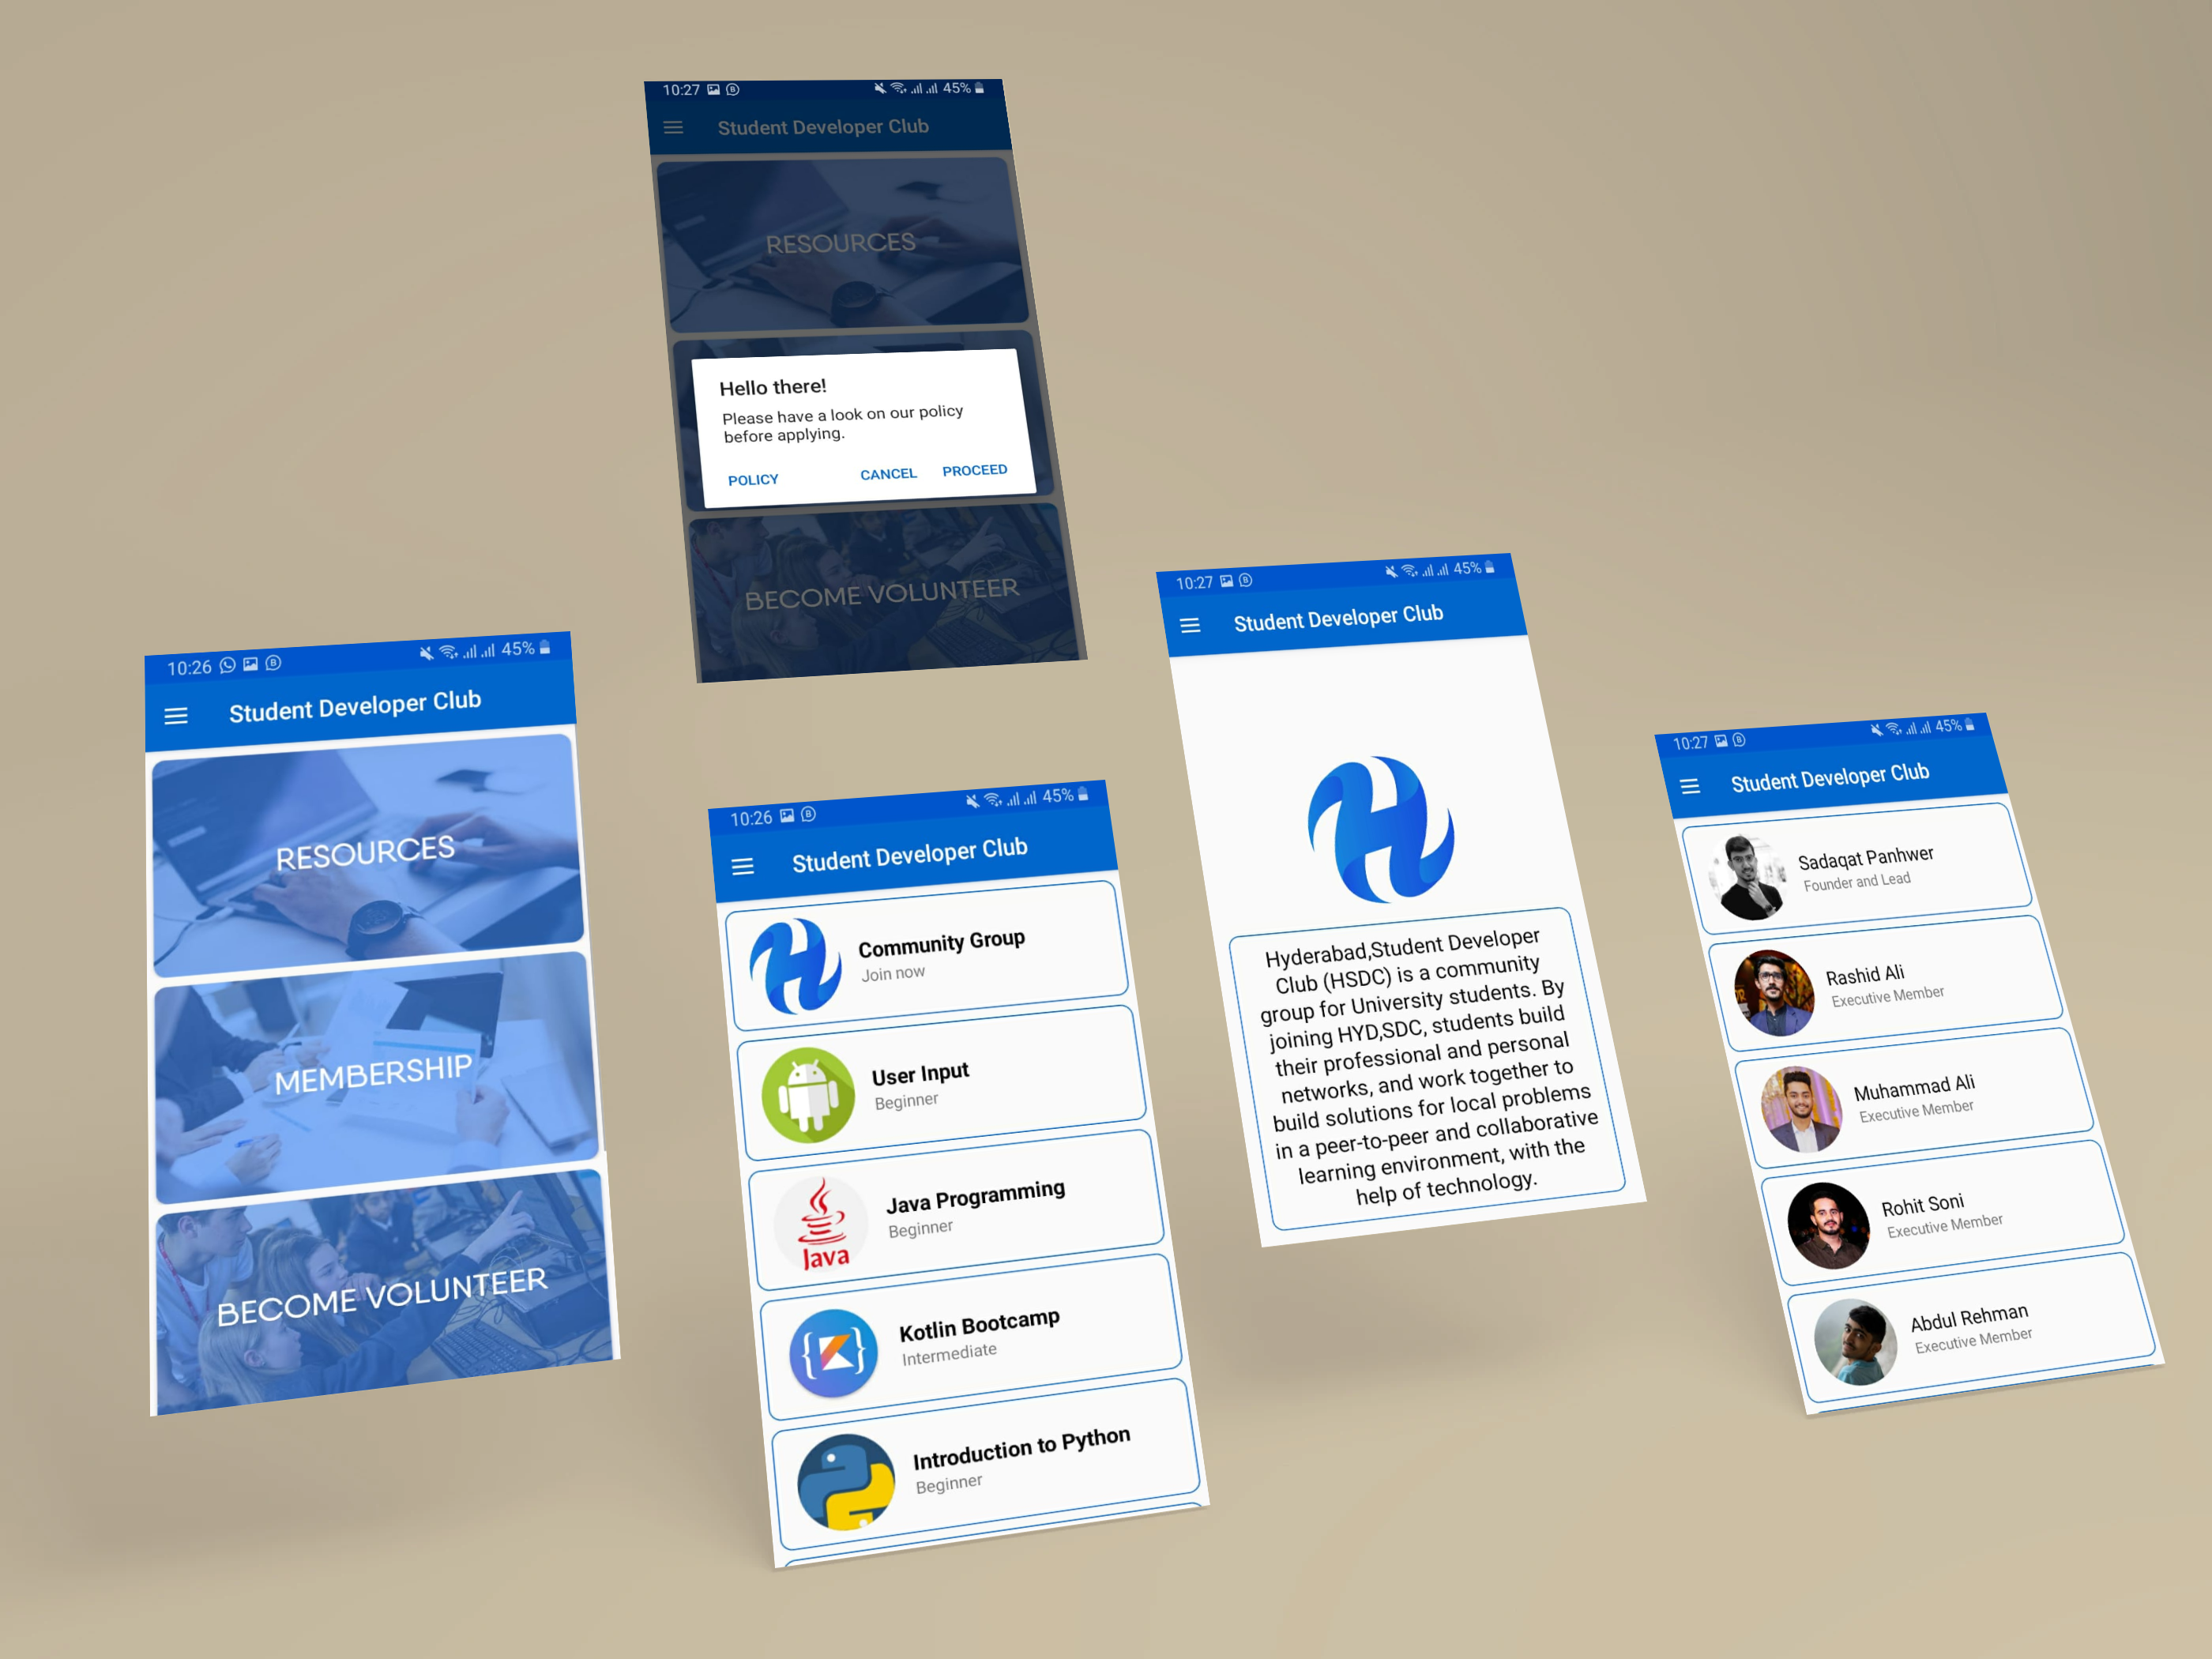 10:27
45%
Student Developer Club
RESOURCES
Hello there!
Please have a look on our policy
before applying.
POLICY CANCEL PROCEED
BECOME VOLUNTEER
10:26
45%
Student Developer Club
RESOURCES
MEMBERSHIP
BECOME VOLUNTEER
10:26
45%
Student Developer Club
Community Group
Join now
User Input
Beginner
Java Programming
Beginner
Java
Kotlin Bootcamp
Intermediate
Introduction to Python
Beginner
10:27
45%
Student Developer Club
Hyderabad,Student Developer
Club (HSDC) is a community
group for University students. By
joining HYD,SDC, students build
their professional and personal
networks, and work together to
build solutions for local problems
in a peer-to-peer and collaborative
learning environment, with the
help of technology.
10:27
45%
Student Developer Club
Sadaqat Panhwer
Founder and Lead
Rashid Ali
Executive Member
Muhammad Ali
Executive Member
Rohit Soni
Executive Member
Abdul Rehman
Executive Member